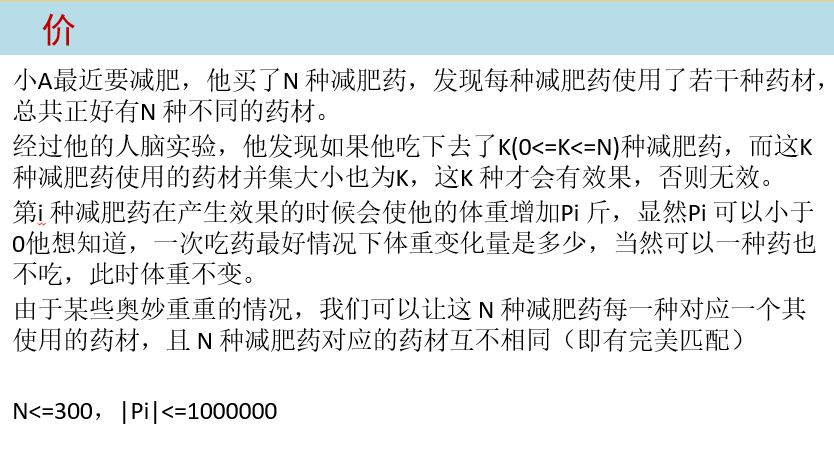 价
小A最近要减肥，他买了N 种减肥药，发现每种减肥药使用了若干种药材，
总共正好有N 种不同的药材。
经过他的人脑实验，他发现如果他吃下去了K(0<=K<=N)种减肥药，而这K
种减肥药使用的药材并集大小也为K，这K 种才会有效果，否则无效。
第i 种减肥药在产生效果的时候会使他的体重增加Pi 斤，显然Pi 可以小于
0他想知道，一次吃药最好情况下体重变化量是多少，当然可以一种药也
不吃，此时体重不变。
由于某些奥妙重重的情况，我们可以让这 N 种减肥药每一种对应一个其
使用的药材，且 N 种减肥药对应的药材互不相同（即有完美匹配）
N<=300，|Pi|<=1000000